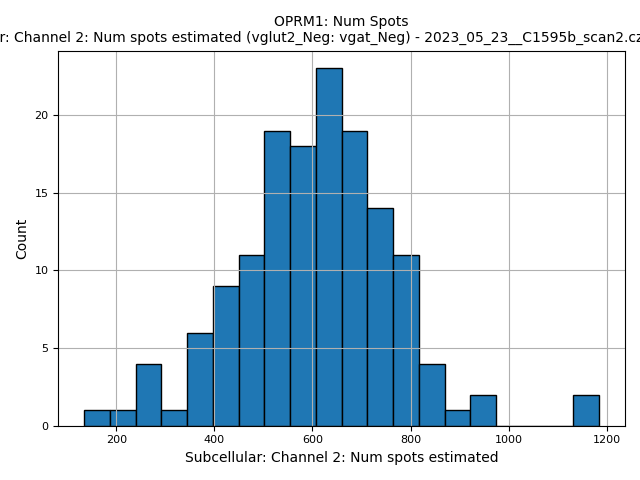 OPRM1: Num Spots
r: Channel 2: Num spots estimated (vglut2_Neg: vgat_Neg) - 2023_05_23__C1595b_scan2.cz
20
15
10
5
0
Count
200 400 600 800 1000 1200
Subcellular: Channel 2: Num spots estimated